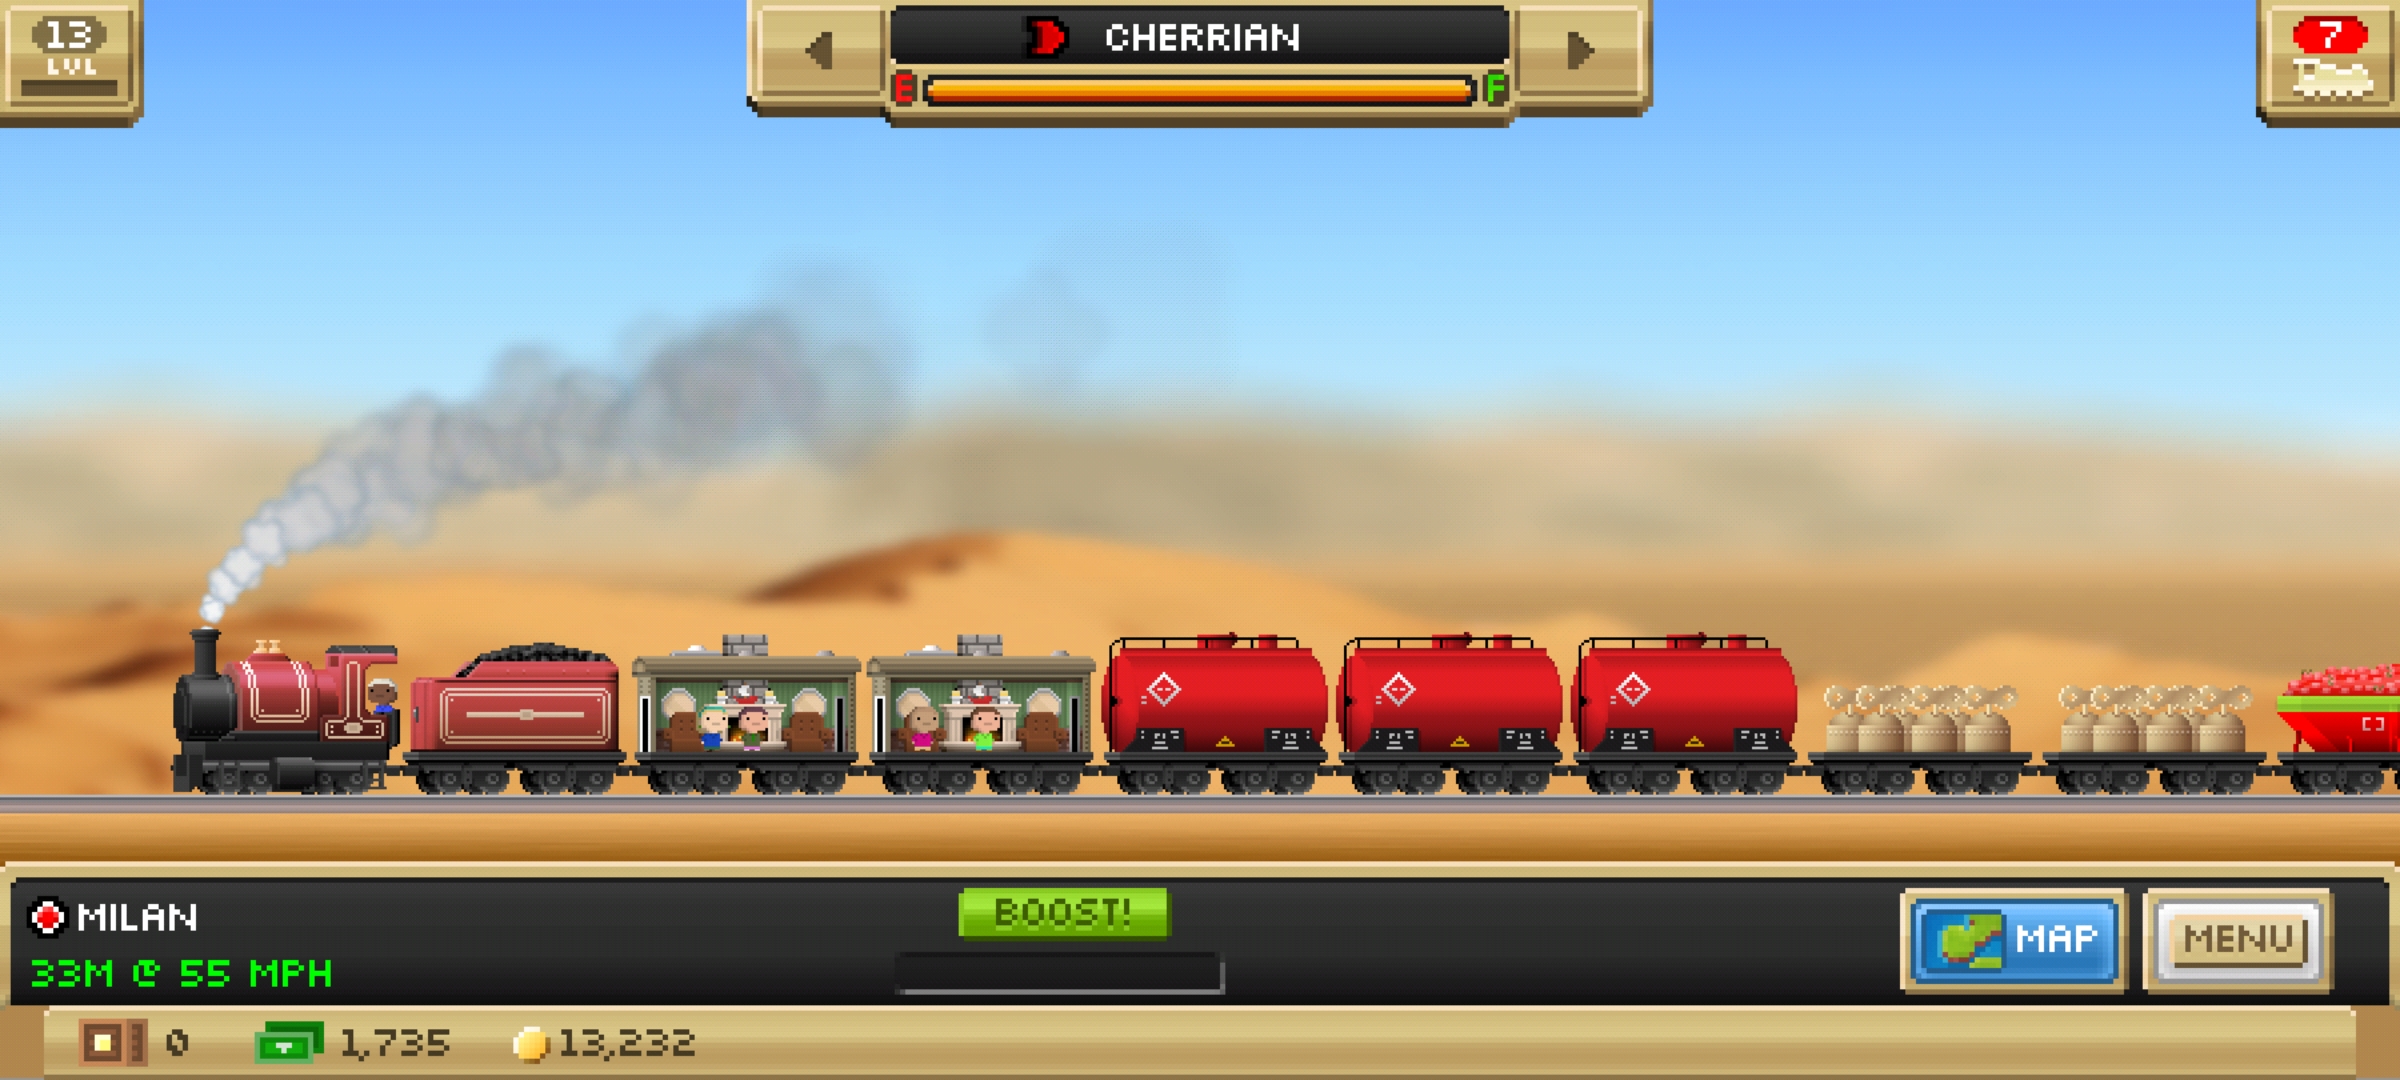 13
LVL
CHERRIAN
E F
7
MILAN
33M @ 55 MPH
BOOST!
MAP
MENU
0
1,735
13,232